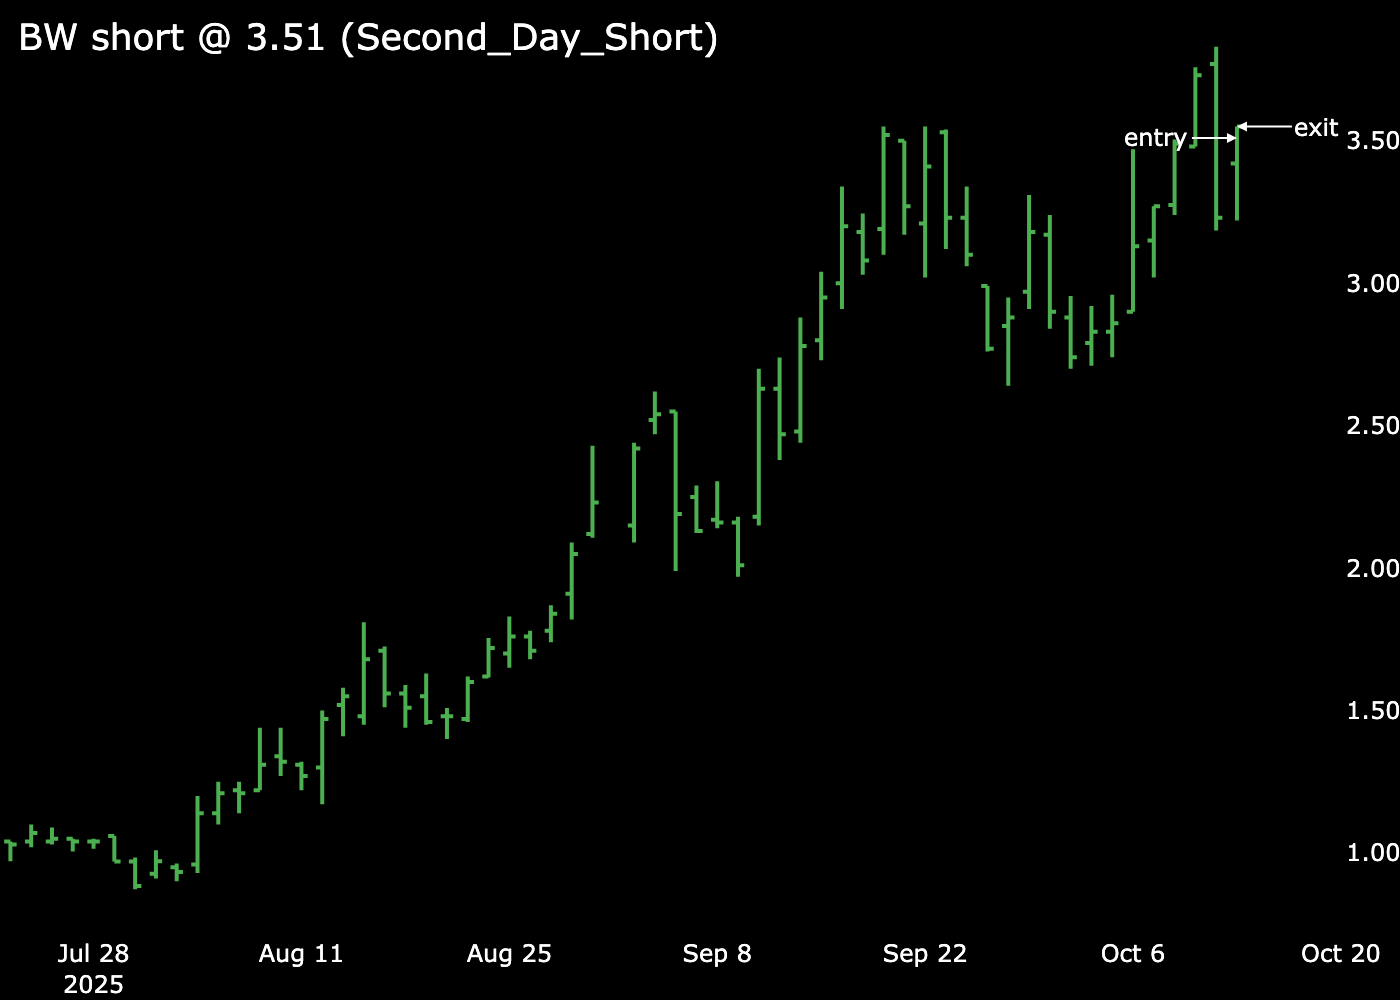 BW short @ 3.51 (Second_Day_Short)
entry
exit
3.50
3.00
2.50
2.00
1.50
1.00
Jul 28
2025
Aug 11
Aug 25
Sep 8
Sep 22
Oct 6
Oct 20